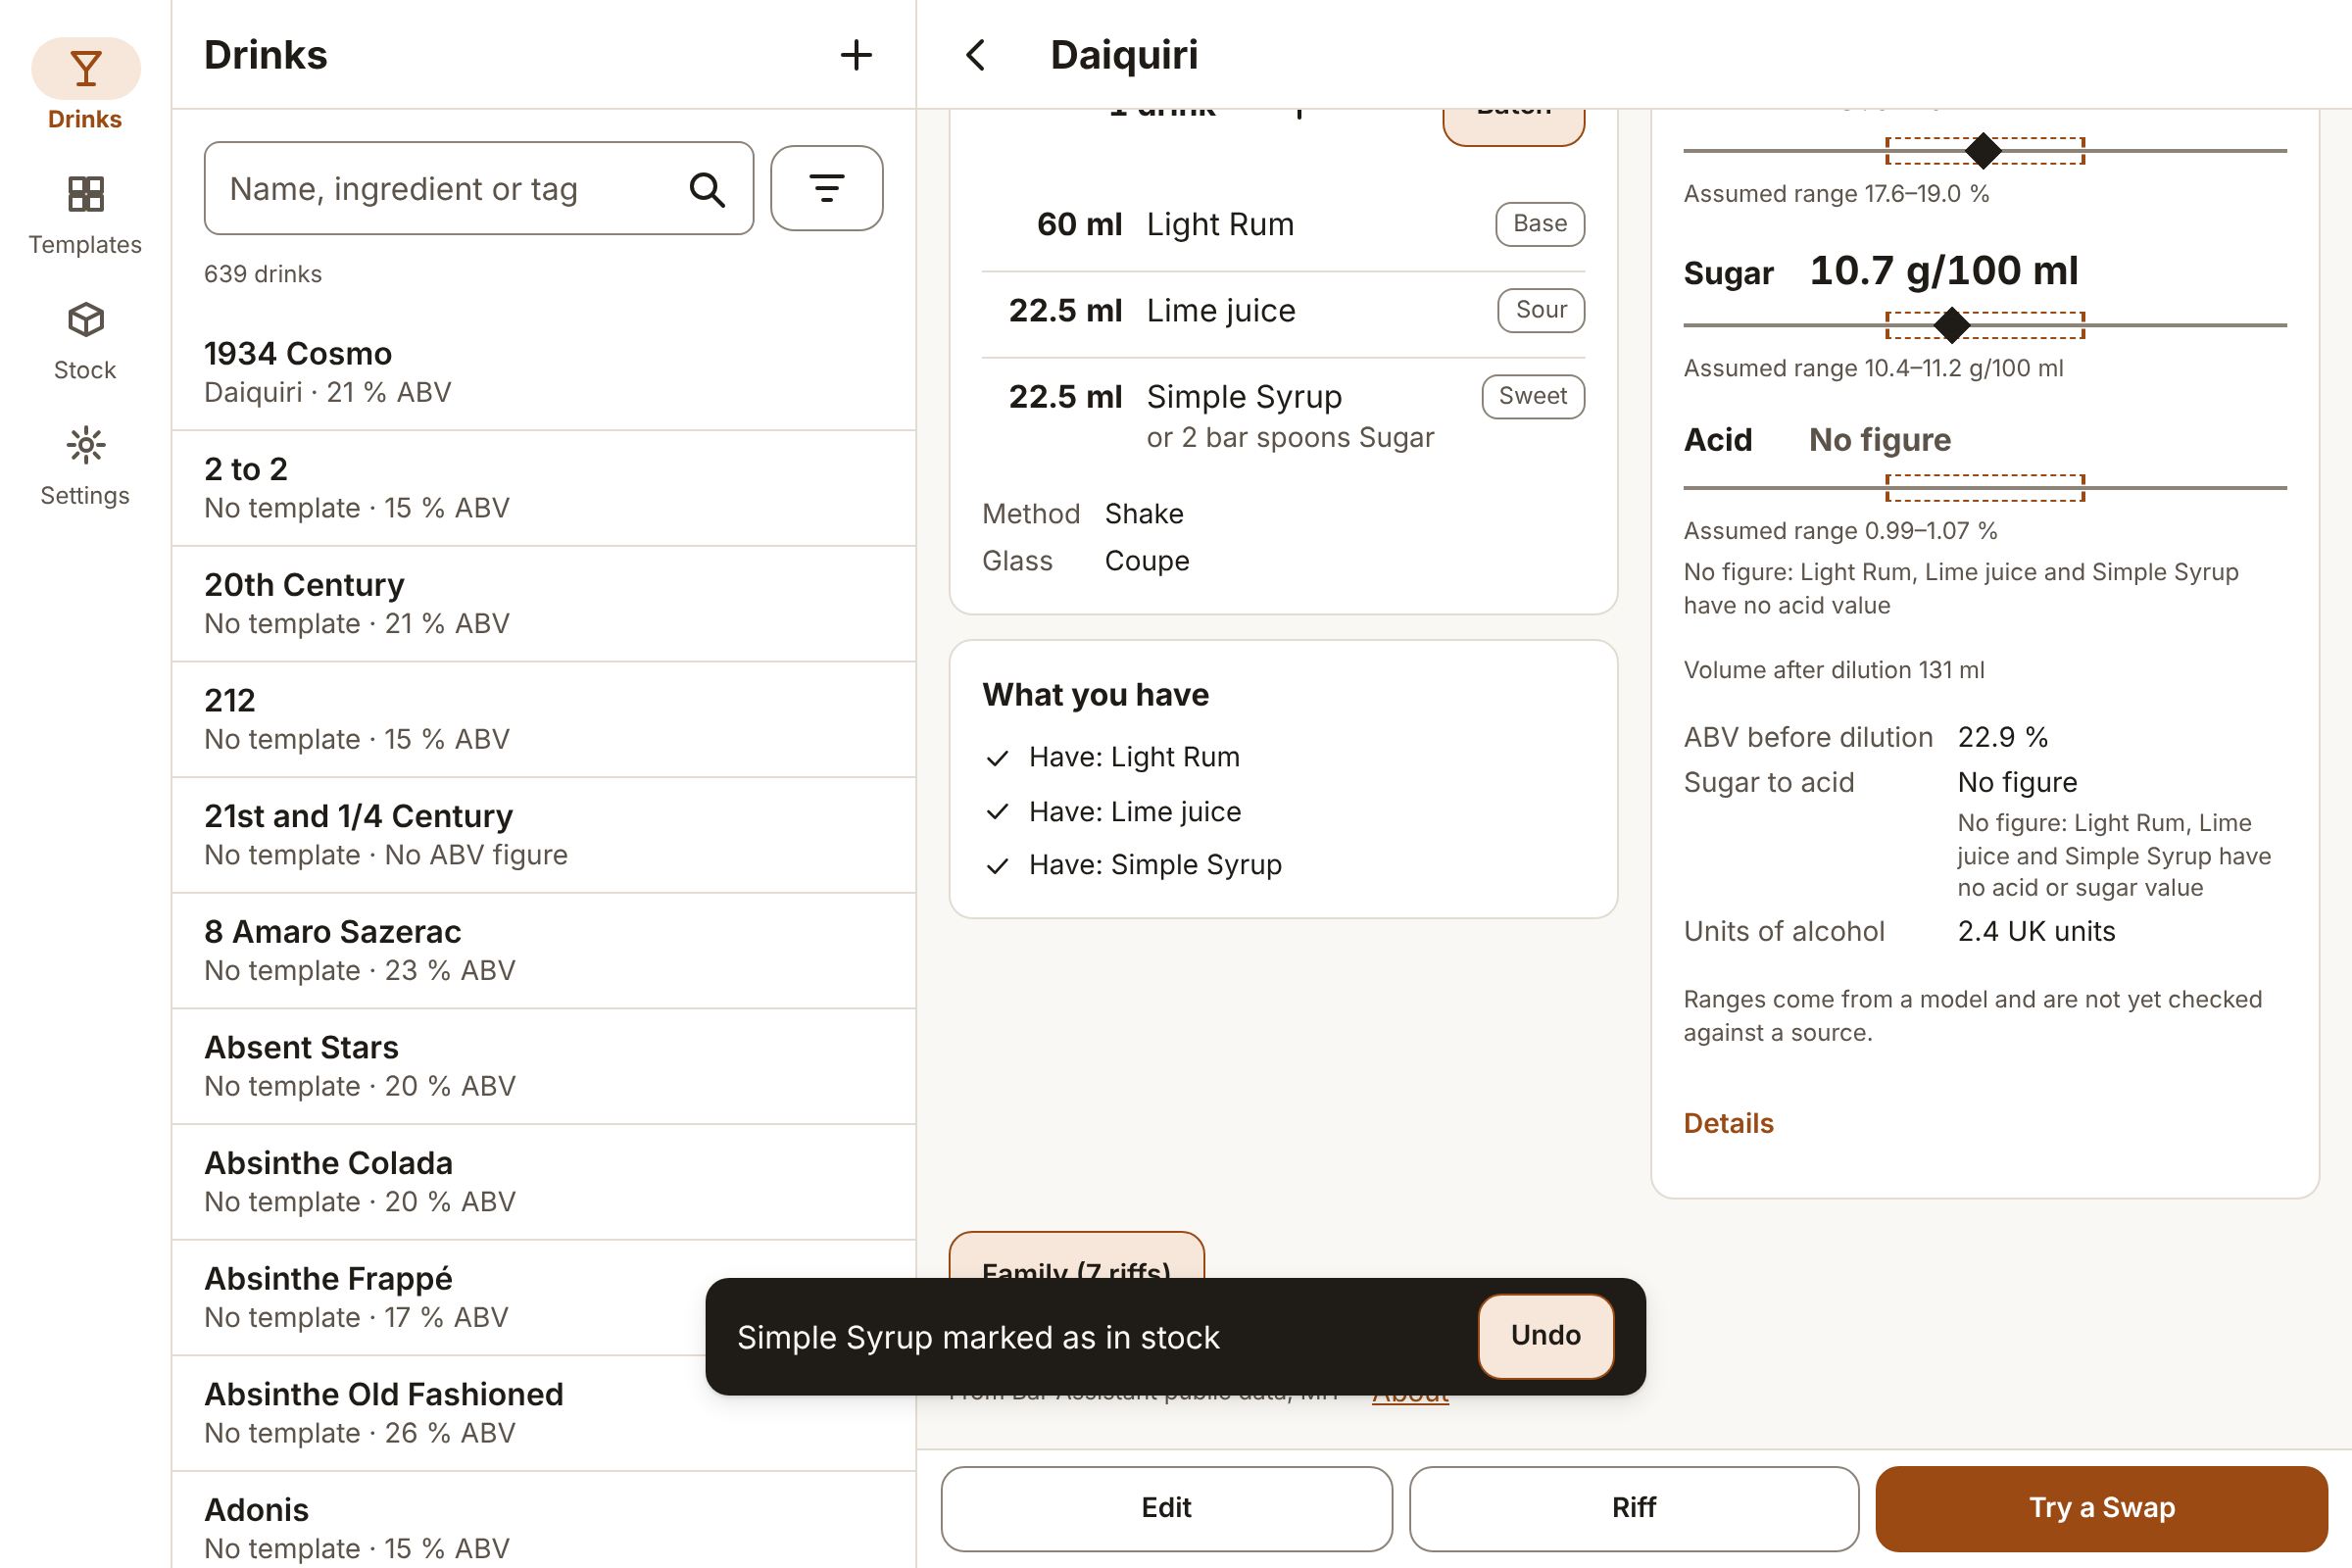 Drinks
Templates
Stock
Settings
Drinks
Name, ingredient or tag
639 drinks
1934 Cosmo
Daiquiri · 21 % ABV
2 to 2
No template · 15 % ABV
20th Century
No template · 21 % ABV
212
No template · 15 % ABV
21st and 1/4 Century
No template · No ABV figure
8 Amaro Sazerac
No template · 23 % ABV
Absent Stars
No template · 20 % ABV
Absinthe Colada
No template · 20 % ABV
Absinthe Frappé
No template · 17 % ABV
Absinthe Old Fashioned
No template · 26 % ABV
Adonis
No template · 15 % ABV
Daiquiri
1 drink
Batch
60 ml Light Rum Base
22.5 ml Lime juice Sour
22.5 ml Simple Syrup Sweet
or 2 bar spoons Sugar
Method Shake
Glass Coupe
What you have
Have: Light Rum
Have: Lime juice
Have: Simple Syrup
Assumed range 17.6–19.0 %
Sugar 10.7 g/100 ml
Assumed range 10.4–11.2 g/100 ml
Acid No figure
Assumed range 0.99–1.07 %
No figure: Light Rum, Lime juice and Simple Syrup
have no acid value
Volume after dilution 131 ml
ABV before dilution 22.9 %
Sugar to acid No figure
No figure: Light Rum, Lime
juice and Simple Syrup have
no acid or sugar value
Units of alcohol 2.4 UK units
Ranges come from a model and are not yet checked
against a source.
Details
Family (7 riffs)
Simple Syrup marked as in stock
Undo
From Bar Assistant public data, MIT
About
Edit
Riff
Try a Swap